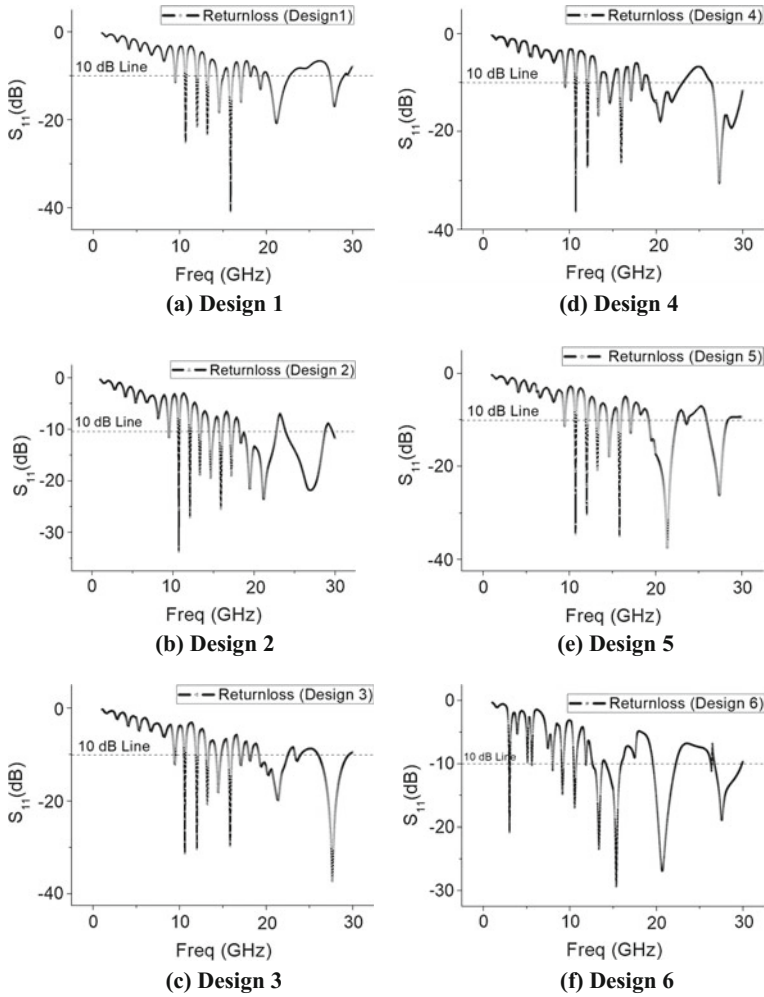 Returnloss (Design1)
0
10 dB Line
-20
-40
S11(dB)
0 10 20 30
Freq (GHz)
(a) Design 1
Returnloss (Design 4)
0
-10
10 dB Line
-20
-30
-40
S11(dB)
0 10 20 30
Freq (GHz)
(d) Design 4
Returnloss (Design 2)
0
10 dB Line
-10
-20
-30
S11(dB)
0 10 20 30
Freq (GHz)
(b) Design 2
Returnloss (Design 5)
0
10 dB Line
-20
-40
S11(dB)
0 10 20 30
Freq (GHz)
(e) Design 5
Returnloss (Design 3)
0
10 dB Line
-20
-40
S11(dB)
0 10 20 30
Freq (GHz)
(c) Design 3
Returnloss (Design 6)
0
-10
10 dB Line
-20
-30
S11(dB)
0 10 20 30
Freq (GHz)
(f) Design 6